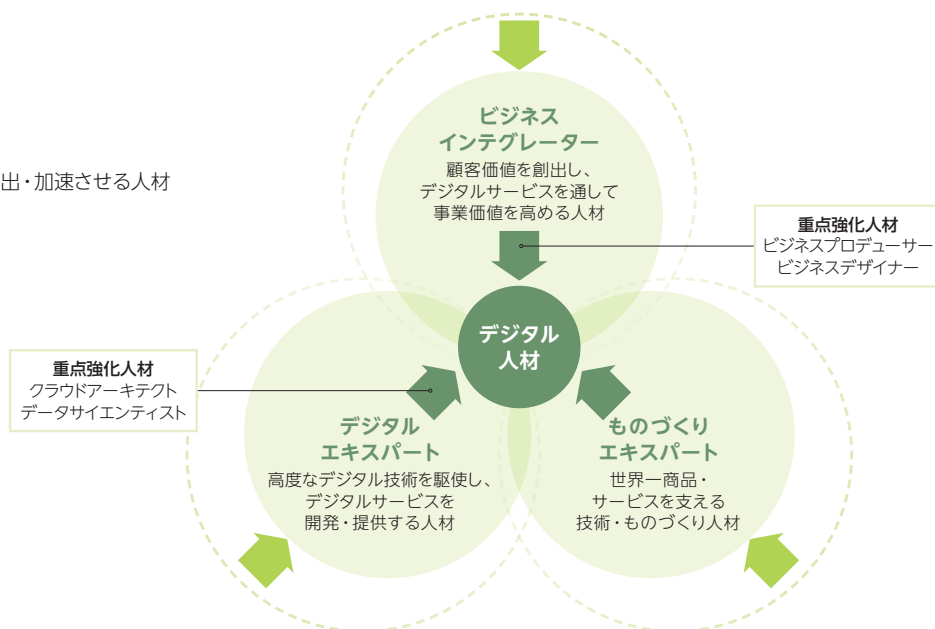 ビジネス
インテグレーター
顧客価値を創出し、
デジタルサービスを通して
事業価値を高める人材
出・加速させる人材
重点強化人材
ビジネスプロデューサー
ビジネスデザイナー
デジタル
人材
重点強化人材
クラウドアーキテクト
データサイエンティスト
デジタル
エキスパート
高度なデジタル技術を駆使し、
デジタルサービスを
開発・提供する人材
ものづくり
エキスパート
世界一商品・
サービスを支える
技術・ものづくり人材